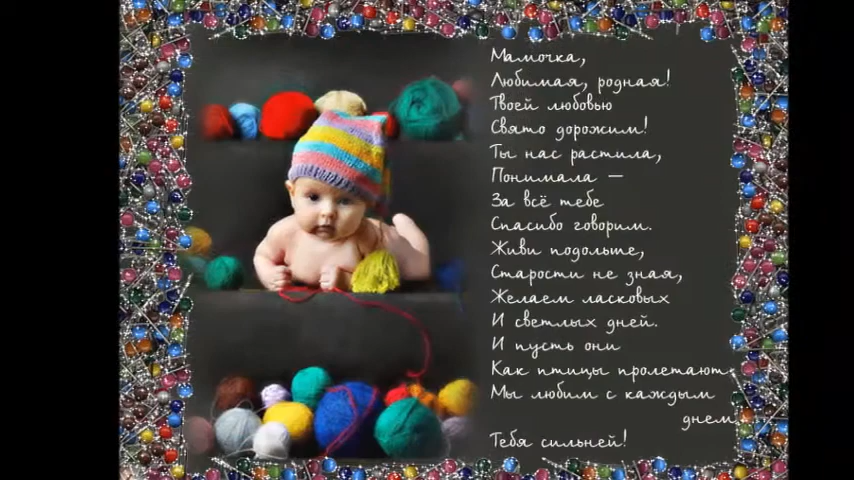 Мамочка,
Любимая, родная!
Твоей любовью
Свято дорожим!
Ты нас растила,
Понимала —
За всё тебе
Спасибо говорим.
Живи подольше,
Старости не зная,
Желаем ласковых
И светлых дней.
И пусть они
Как птицы пролетают.
Мы любим с каждым
днем
Тебя сильней!